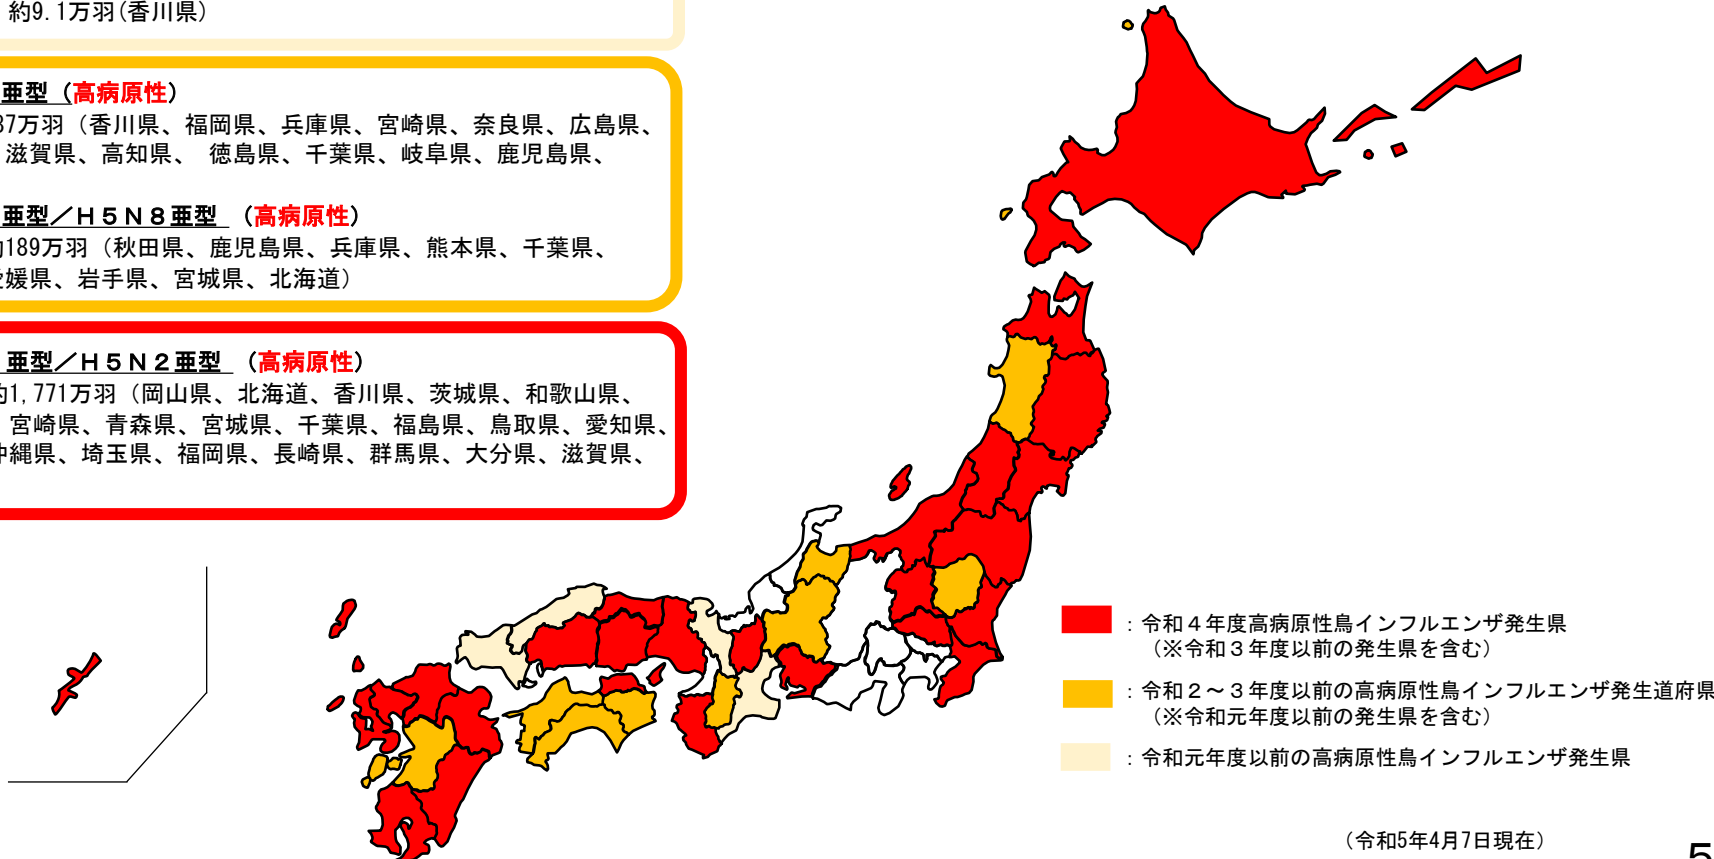 約9.1万羽(香川県)
亜型（高病原性）
87万羽（香川県、福岡県、兵庫県、宮崎県、奈良県、広島県、
滋賀県、高知県、 徳島県、千葉県、岐阜県、鹿児島県、
亜型／Ｈ５Ｎ８亜型 （高病原性）
約189万羽（秋田県、鹿児島県、兵庫県、熊本県、千葉県、
愛媛県、岩手県、宮城県、北海道）
亜型／Ｈ５Ｎ２亜型 （高病原性）
約1,771万羽（岡山県、北海道、香川県、茨城県、和歌山県、
宮崎県、青森県、宮城県、千葉県、福島県、鳥取県、愛知県、
沖縄県、埼玉県、福岡県、長崎県、群馬県、大分県、滋賀県、
：令和４年度高病原性鳥インフルエンザ発生県
（※令和３年度以前の発生県を含む）
：令和２～３年度以前の高病原性鳥インフルエンザ発生道府県
（※令和元年度以前の発生県を含む）
：令和元年度以前の高病原性鳥インフルエンザ発生県
（令和5年4月7日現在）
5